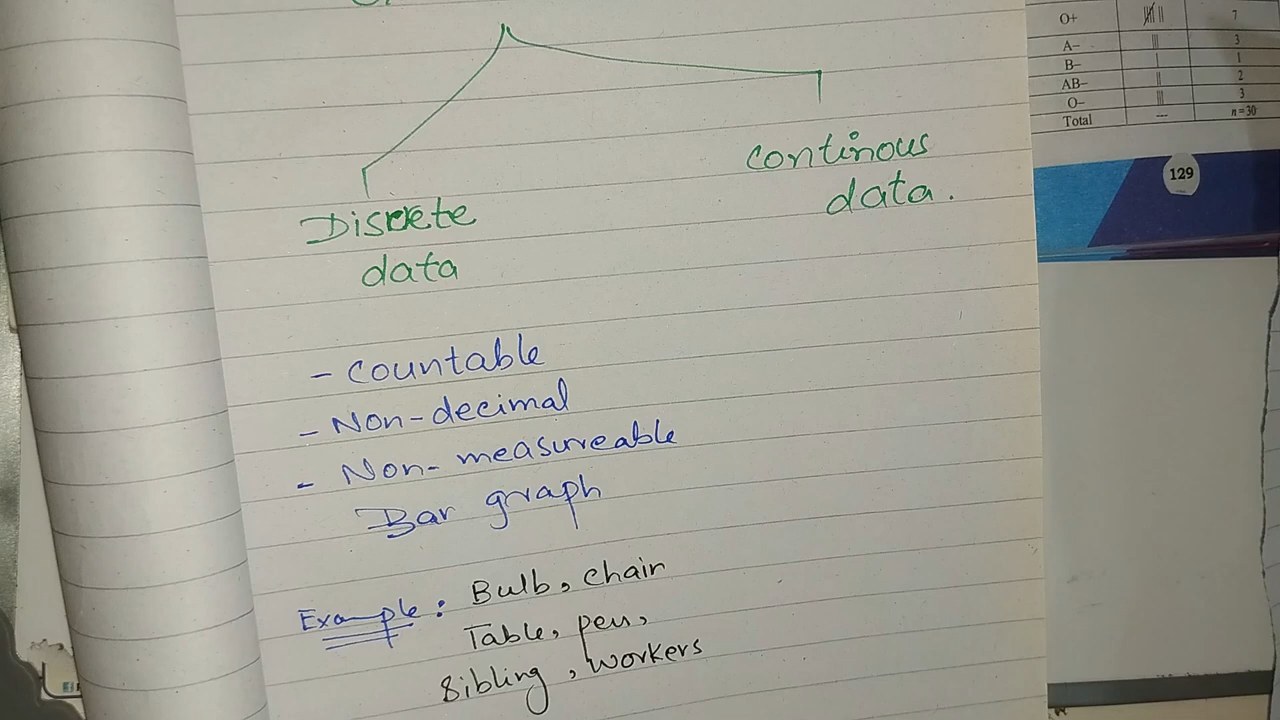 Discrete
data
continous
data.
- countable
- Non-decimal
- Non-measureable
Bar graph
Example: Bulb, chair
Table, pen,
sibling, workers
O+ 7
A– 3
B– 1
AB– 2
O– 3
Total --- n=30
129